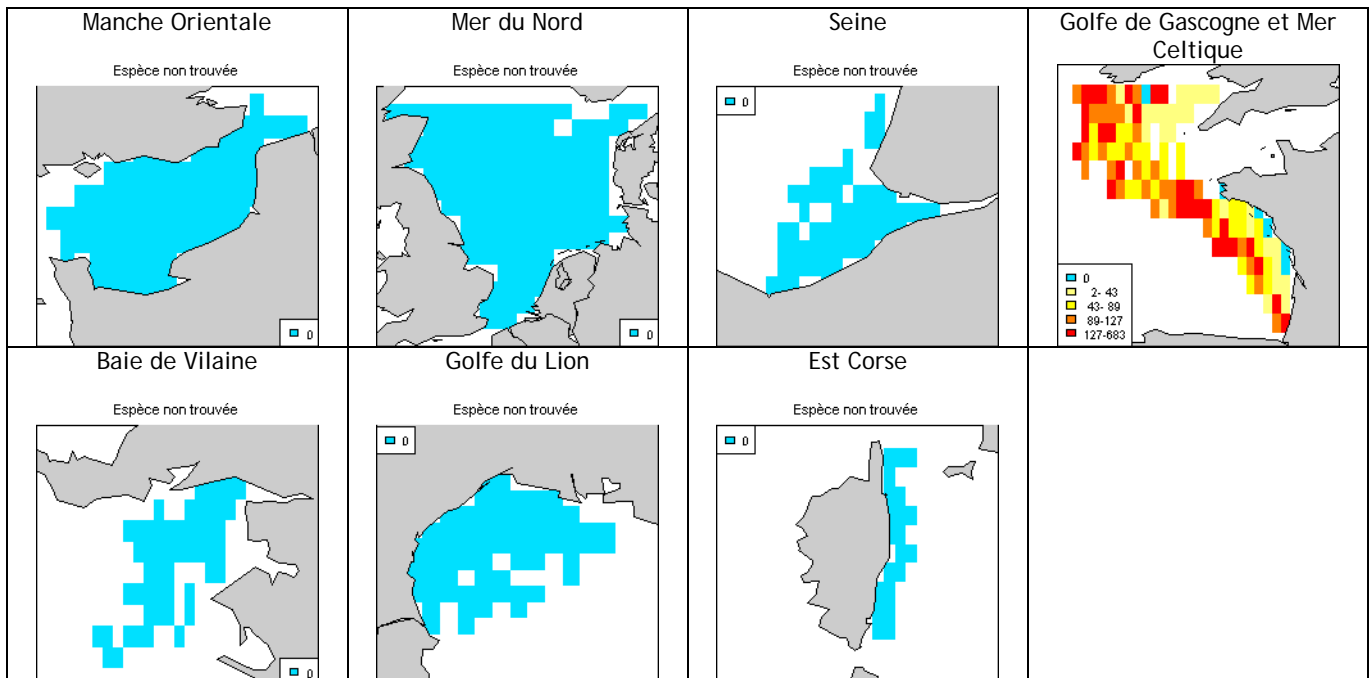 Manche Orientale
Mer du Nord
Seine
Golfe de Gascogne et Mer
Celtique
Espèce non trouvée
Espèce non trouvée
Espèce non trouvée
0
0
0
0
2- 43
43- 89
89-127
127-683
Baie de Vilaine
Golfe du Lion
Est Corse
Espèce non trouvée
Espèce non trouvée
Espèce non trouvée
0
0
0